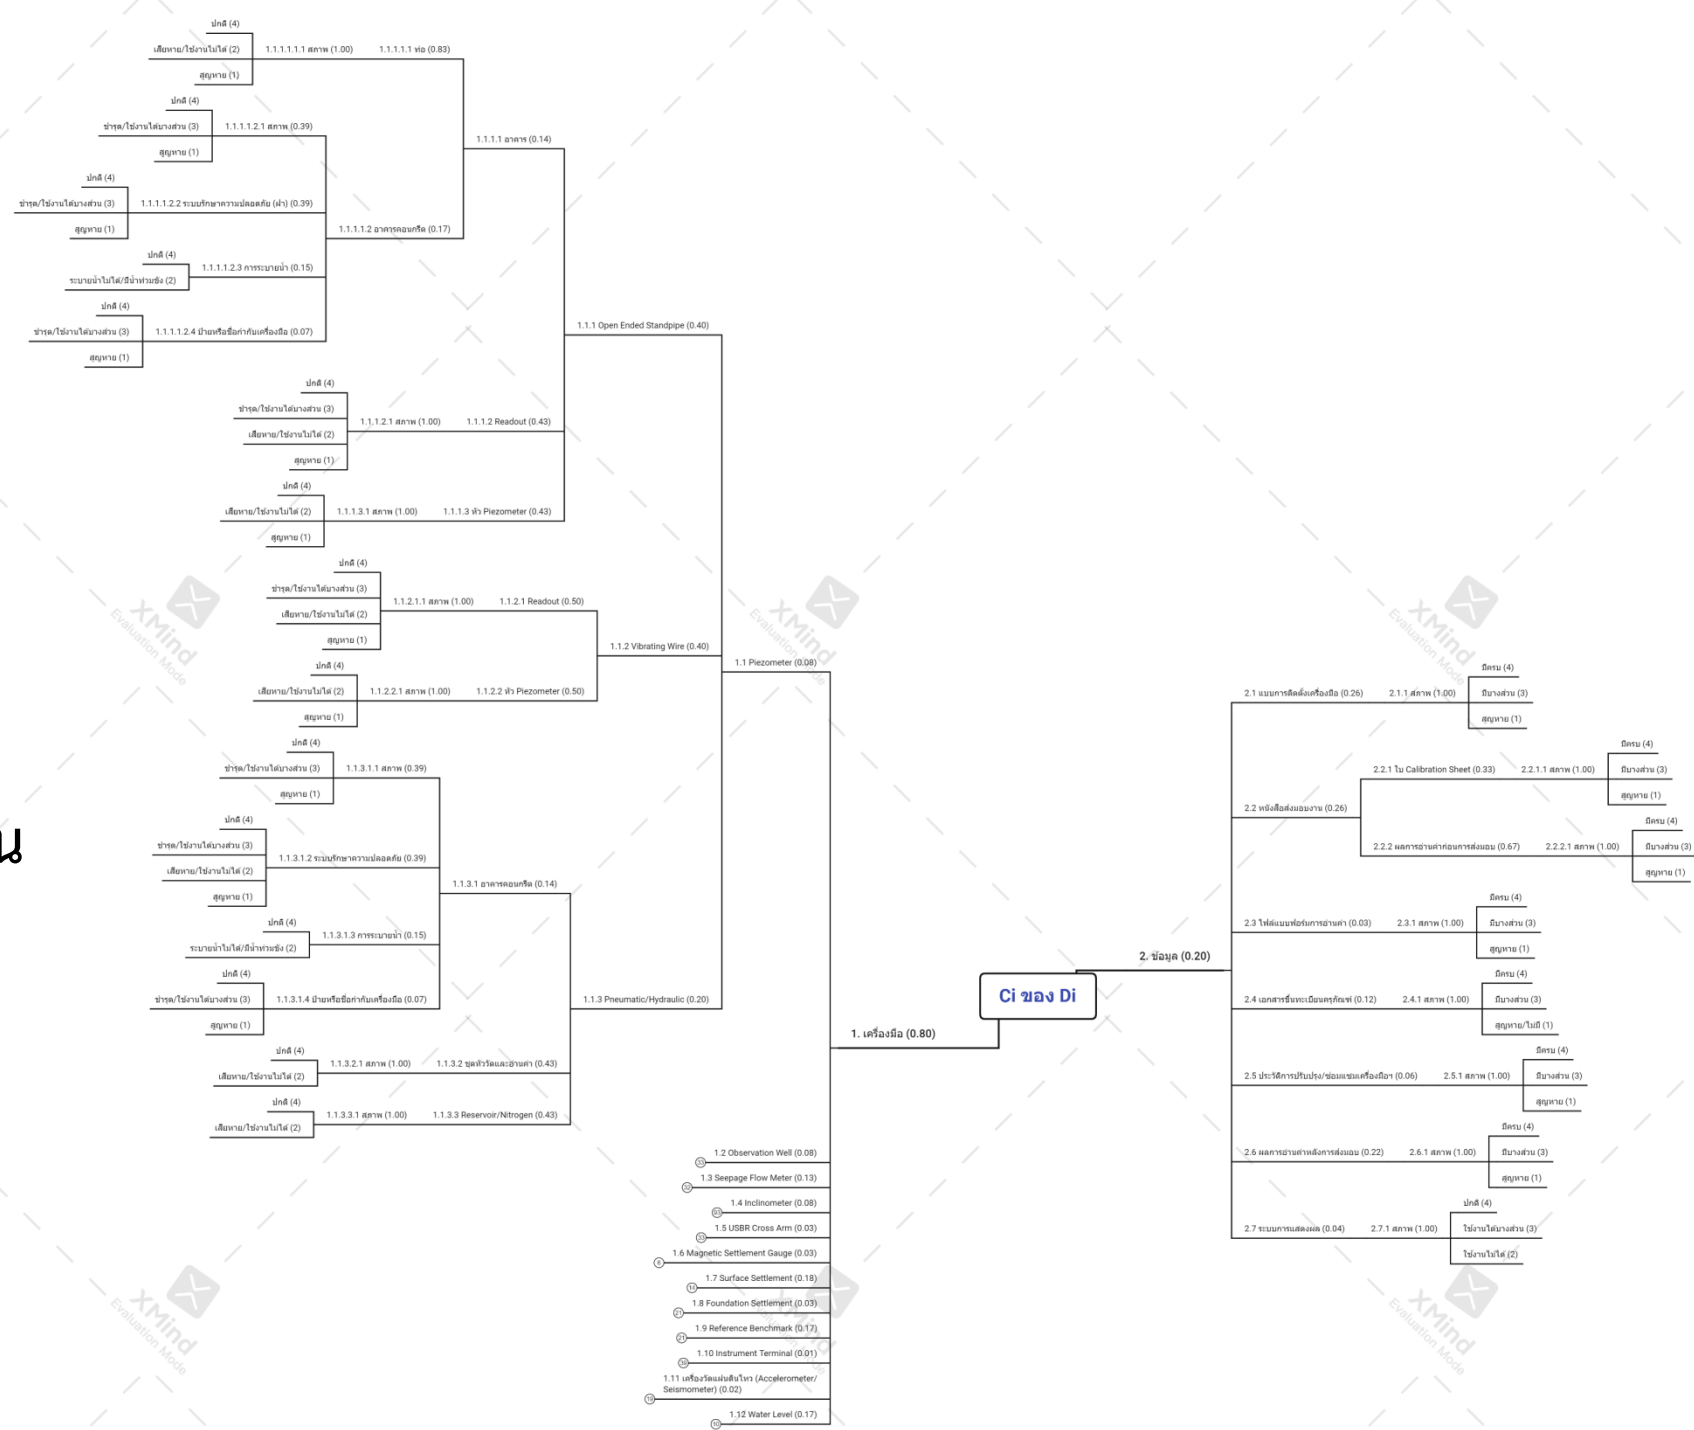 ปกติ (4)
เสียหาย/ใช้งานไม่ได้ (2)
สูญหาย (1)
1.1.1.1.1.1 สภาพ (1.00)
1.1.1.1.1 ท่อ (0.83)
ปกติ (4)
ชำรุด/ใช้งานได้บางส่วน (3)
สูญหาย (1)
1.1.1.1.2.1 สภาพ (0.39)
ปกติ (4)
ชำรุด/ใช้งานได้บางส่วน (3)
สูญหาย (1)
1.1.1.1.2.2 ระบบรักษาความปลอดภัย (ฝา) (0.39)
ปกติ (4)
ระบายน้ำไม่ได้/มีน้ำท่วมขัง (2)
1.1.1.1.2.3 การระบายน้ำ (0.15)
ปกติ (4)
ชำรุด/ใช้งานได้บางส่วน (3)
สูญหาย (1)
1.1.1.1.2.4 ป้ายหรือชื่อกำกับเครื่องมือ (0.07)
1.1.1.1.2 อาคารคอนกรีต (0.17)
1.1.1.1 อาคาร (0.14)
ปกติ (4)
ชำรุด/ใช้งานได้บางส่วน (3)
เสียหาย/ใช้งานไม่ได้ (2)
สูญหาย (1)
1.1.1.2.1 สภาพ (1.00)
1.1.1.2 Readout (0.43)
ปกติ (4)
เสียหาย/ใช้งานไม่ได้ (2)
สูญหาย (1)
1.1.1.3.1 สภาพ (1.00)
1.1.1.3 หัว Piezometer (0.43)
1.1.1 Open Ended Standpipe (0.40)
ปกติ (4)
ชำรุด/ใช้งานได้บางส่วน (3)
เสียหาย/ใช้งานไม่ได้ (2)
สูญหาย (1)
1.1.2.1.1 สภาพ (1.00)
1.1.2.1 Readout (0.50)
ปกติ (4)
เสียหาย/ใช้งานไม่ได้ (2)
สูญหาย (1)
1.1.2.2.1 สภาพ (1.00)
1.1.2.2 หัว Piezometer (0.50)
1.1.2 Vibrating Wire (0.40)
1.1 Piezometer (0.08)
ปกติ (4)
ชำรุด/ใช้งานได้บางส่วน (3)
สูญหาย (1)
1.1.3.1.1 สภาพ (0.39)
ปกติ (4)
ชำรุด/ใช้งานได้บางส่วน (3)
เสียหาย/ใช้งานไม่ได้ (2)
สูญหาย (1)
1.1.3.1.2 ระบบรักษาความปลอดภัย (0.39)
ปกติ (4)
ระบายน้ำไม่ได้/มีน้ำท่วมขัง (2)
1.1.3.1.3 การระบายน้ำ (0.15)
ปกติ (4)
ชำรุด/ใช้งานได้บางส่วน (3)
สูญหาย (1)
1.1.3.1.4 ป้ายหรือชื่อกำกับเครื่องมือ (0.07)
1.1.3.1 อาคารคอนกรีต (0.14)
ปกติ (4)
เสียหาย/ใช้งานไม่ได้ (2)
1.1.3.2.1 สภาพ (1.00)
1.1.3.2 ชุดหัววัดและอ่านค่า (0.43)
ปกติ (4)
เสียหาย/ใช้งานไม่ได้ (2)
1.1.3.3.1 สภาพ (1.00)
1.1.3.3 Reservoir/Nitrogen (0.43)
1.1.3 Pneumatic/Hydraulic (0.20)
1.2 Observation Well (0.08)
1.3 Seepage Flow Meter (0.13)
1.4 Inclinometer (0.08)
1.5 USBR Cross Arm (0.03)
1.6 Magnetic Settlement Gauge (0.03)
1.7 Surface Settlement (0.18)
1.8 Foundation Settlement (0.03)
1.9 Reference Benchmark (0.17)
1.10 Instrument Terminal (0.01)
1.11 เครื่องวัดแผ่นดินไหว (Accelerometer/
Seismometer) (0.02)
1.12 Water Level (0.17)
1. เครื่องมือ (0.80)
Ci ของ Di
2. ข้อมูล (0.20)
2.1 แบบการติดตั้งเครื่องมือ (0.26)
2.1.1 สภาพ (1.00)
มีครบ (4)
มีบางส่วน (3)
สูญหาย (1)
2.2 หนังสือส่งมอบงาน (0.26)
2.2.1 ใบ Calibration Sheet (0.33)
2.2.1.1 สภาพ (1.00)
มีครบ (4)
มีบางส่วน (3)
สูญหาย (1)
2.2.2 ผลการอ่านค่าก่อนการส่งมอบ (0.67)
2.2.2.1 สภาพ (1.00)
มีครบ (4)
มีบางส่วน (3)
สูญหาย (1)
2.3 ไฟล์แบบฟอร์มการอ่านค่า (0.03)
2.3.1 สภาพ (1.00)
มีครบ (4)
มีบางส่วน (3)
สูญหาย (1)
2.4 เอกสารขึ้นทะเบียนครุภัณฑ์ (0.12)
2.4.1 สภาพ (1.00)
มีครบ (4)
มีบางส่วน (3)
สูญหาย/ไม่มี (1)
2.5 ประวัติการปรับปรุง/ซ่อมแซมเครื่องมือฯ (0.06)
2.5.1 สภาพ (1.00)
มีครบ (4)
มีบางส่วน (3)
สูญหาย (1)
2.6 ผลการอ่านค่าหลังการส่งมอบ (0.22)
2.6.1 สภาพ (1.00)
มีครบ (4)
มีบางส่วน (3)
สูญหาย (1)
2.7 ระบบการแสดงผล (0.04)
2.7.1 สภาพ (1.00)
ปกติ (4)
ใช้งานได้บางส่วน (3)
ใช้งานไม่ได้ (2)
XMind
Evaluation Mode
XMind
Evaluation Mode
XMind
Evaluation Mode
XMind
Evaluation Mode
XMind
Evaluation Mode
XMind
Evaluation Mode